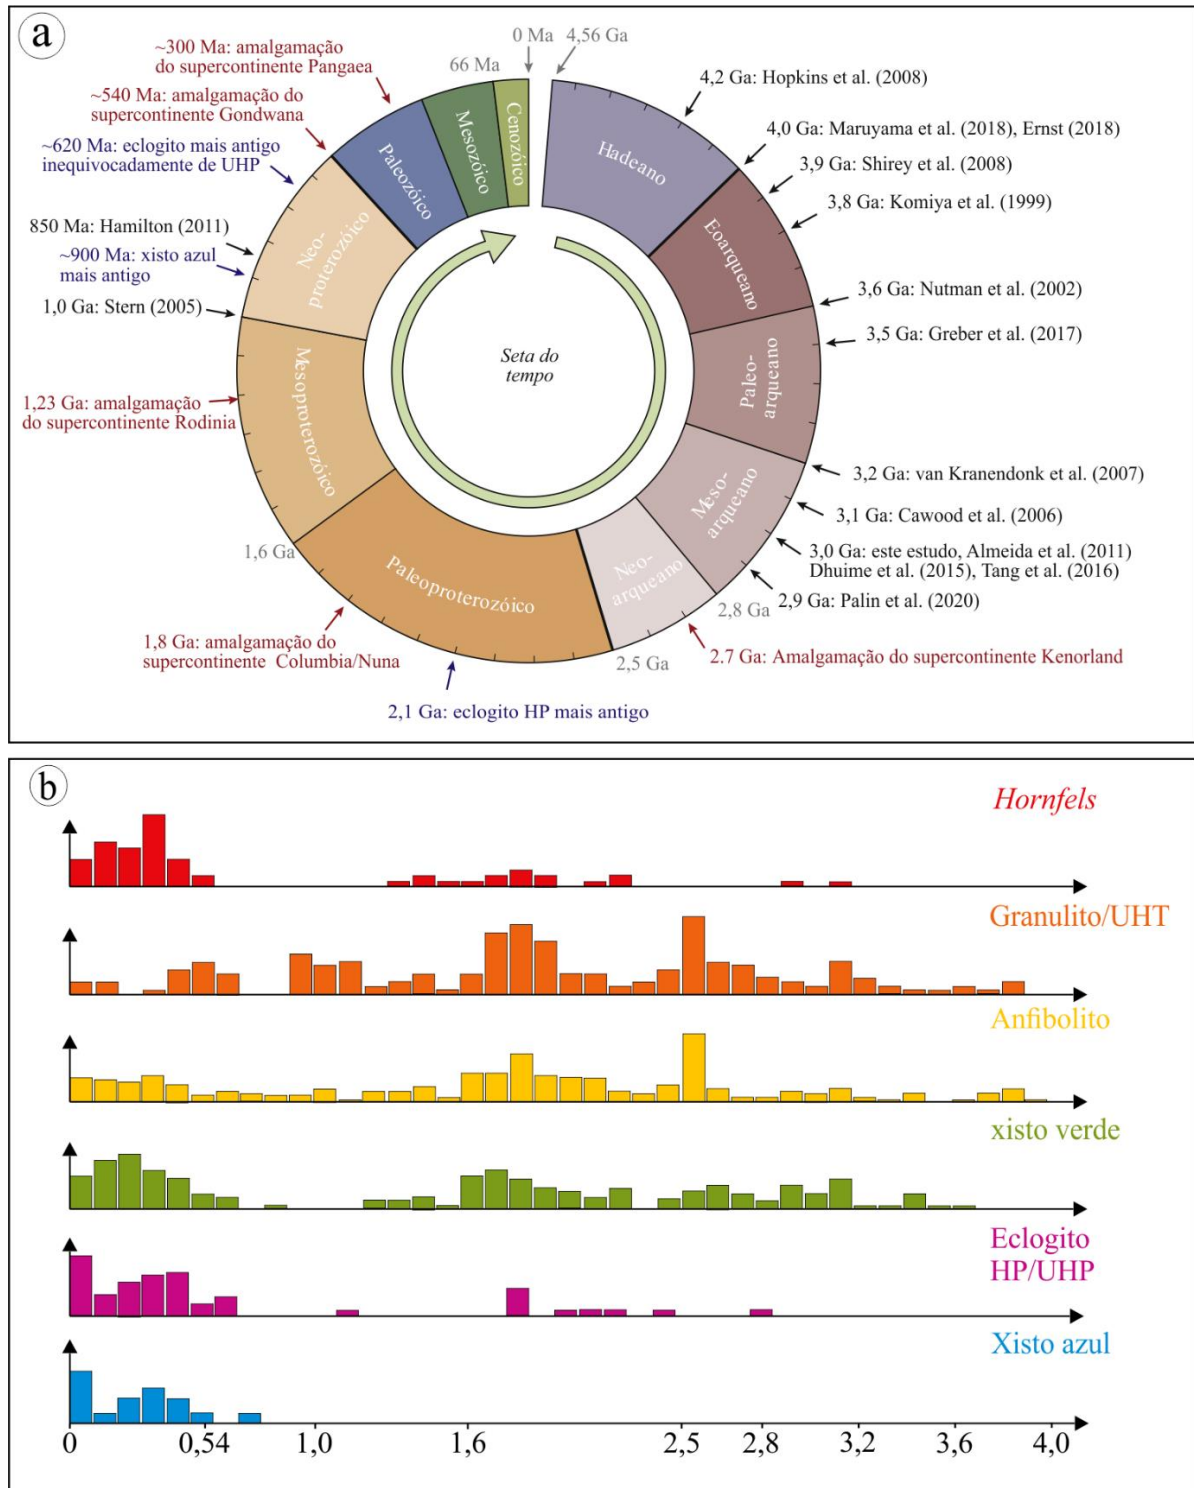 a
~300 Ma: amalgamação
do supercontinente Pangaea
0 Ma
4,56 Ga
66 Ma
~540 Ma: amalgamação do
supercontinente Gondwana
~620 Ma: eclogito mais antigo
inequivocadamente de UHP
850 Ma: Hamilton (2011)
~900 Ma: xisto azul
mais antigo
1,0 Ga: Stern (2005)
1,23 Ga: amalgamação
do supercontinente Rodinia
1,6 Ga
1,8 Ga: amalgamação do
supercontinente Columbia/Nuna
2,1 Ga: eclogito HP mais antigo
4,2 Ga: Hopkins et al. (2008)
4,0 Ga: Maruyama et al. (2018), Ernst (2018)
3,9 Ga: Shirey et al. (2008)
3,8 Ga: Komiya et al. (1999)
3,6 Ga: Nutman et al. (2002)
3,5 Ga: Greber et al. (2017)
3,2 Ga: van Kranendonk et al. (2007)
3,1 Ga: Cawood et al. (2006)
3,0 Ga: este estudo, Almeida et al. (2011)
Dhuime et al. (2015), Tang et al. (2016)
2,9 Ga: Palin et al. (2020)
2,8 Ga
2.7 Ga: Amalgamação do supercontinente Kenorland
2,5 Ga
Hadeano
Eoarqueano
Paleo-
arqueano
Meso-
arqueano
Neo-
arqueano
Paleoproterozóico
Mesoproterozóico
Neo-
proterozóico
Paleozóico
Mesozóico
Cenozóico
Seta do
tempo
b
Hornfels
Granulito/UHT
Anfibolito
xisto verde
Eclogito
HP/UHP
Xisto azul
0 0,54 1,0 1,6 2,5 2,8 3,2 3,6 4,0